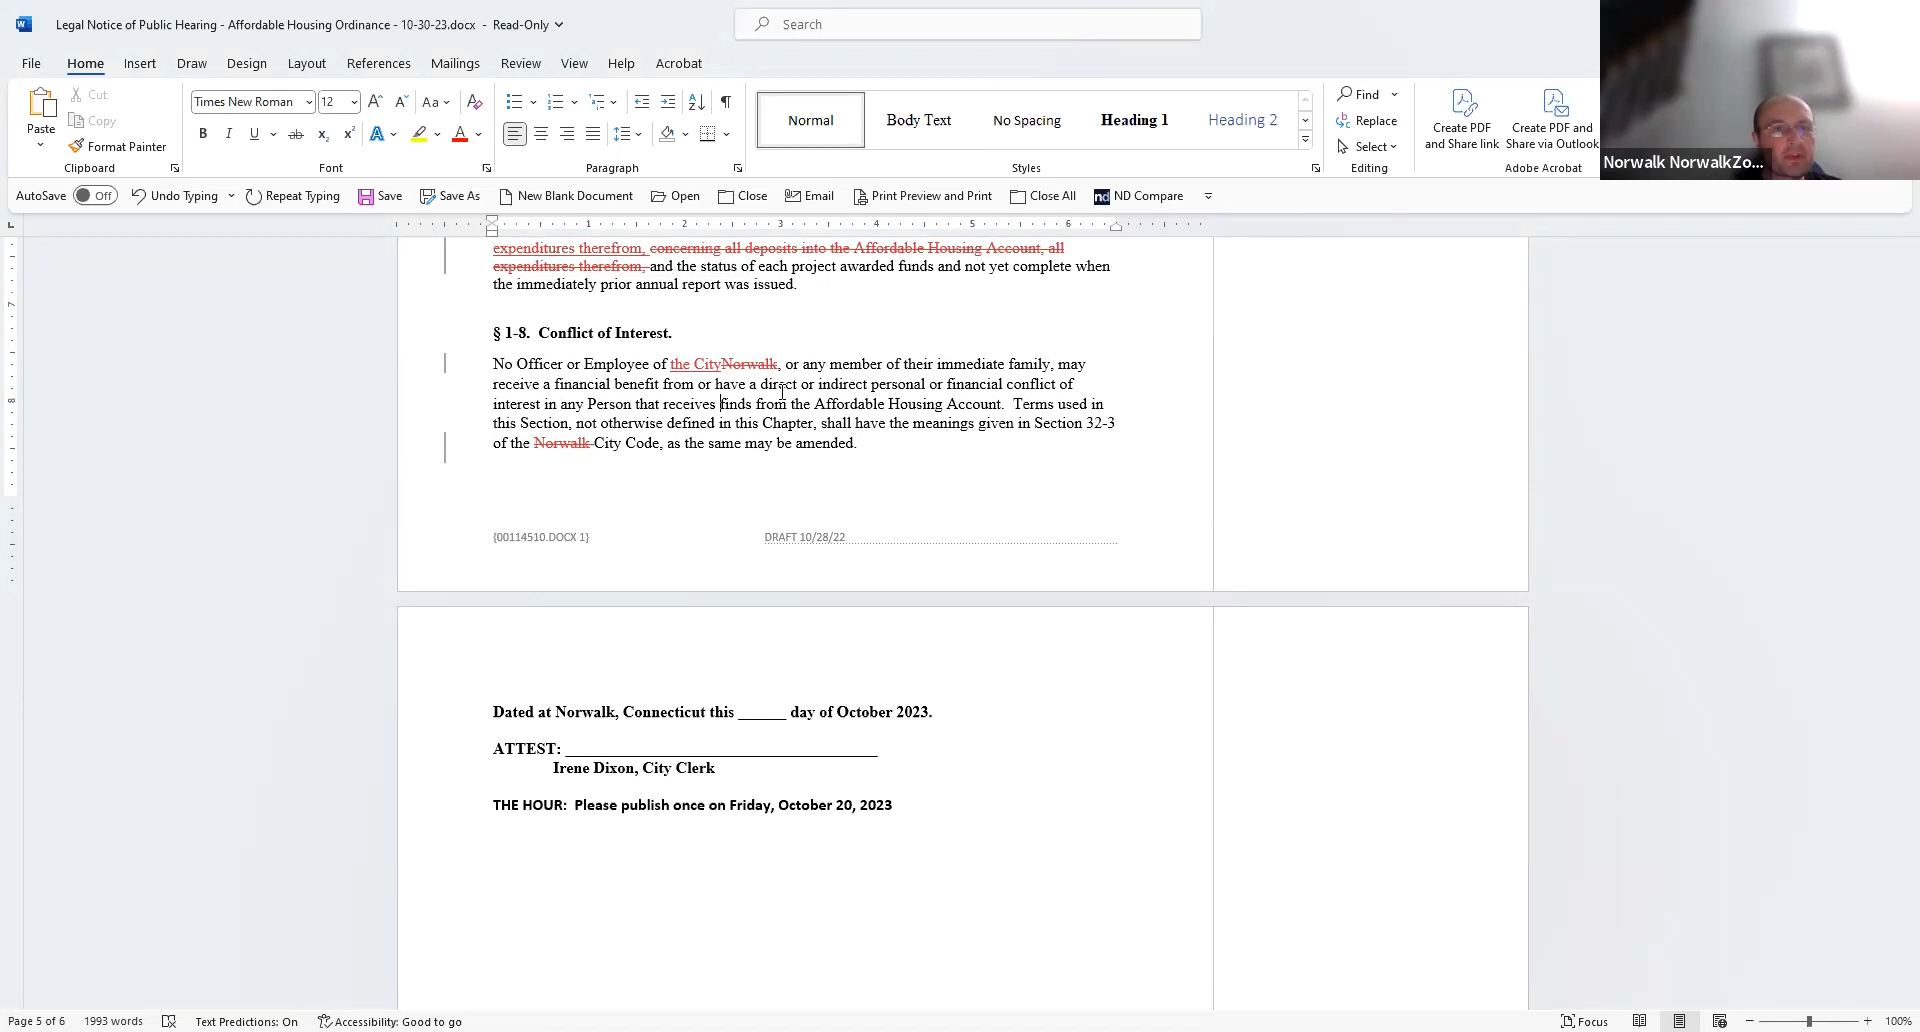 Legal Notice of Public Hearing - Affordable Housing Ordinance - 10-30-23.docx - Read-Only
Search
File Home Insert Draw Design Layout References Mailings Review View Help Acrobat
Paste
Cut
Copy
Format Painter
Clipboard
Times New Roman 12
Font
Paragraph
Normal Body Text No Spacing Heading 1 Heading 2
Styles
Find
Replace
Select
Editing
Create PDF and Share link
Create PDF and Share via Outlook
Adobe Acrobat
Norwalk NorwalkZo...
AutoSave Off Undo Typing Repeat Typing Save Save As New Blank Document Open Close Email Print Preview and Print Close All ND Compare
1 2 3 4 5 6
expenditures therefrom, concerning all deposits into the Affordable Housing Account, all
expenditures therefrom, and the status of each project awarded funds and not yet complete when
the immediately prior annual report was issued.
§ 1-8. Conflict of Interest.
No Officer or Employee of the CityNorwalk, or any member of their immediate family, may
receive a financial benefit from or have a direct or indirect personal or financial conflict of
interest in any Person that receives finds from the Affordable Housing Account. Terms used in
this Section, not otherwise defined in this Chapter, shall have the meanings given in Section 32-3
of the Norwalk City Code, as the same may be amended.
{00114510.DOCX 1} DRAFT 10/28/22
Dated at Norwalk, Connecticut this ______ day of October 2023.
ATTEST: ______________________________________
Irene Dixon, City Clerk
THE HOUR: Please publish once on Friday, October 20, 2023
Page 5 of 6 1993 words Text Predictions: On Accessibility: Good to go Focus 100%